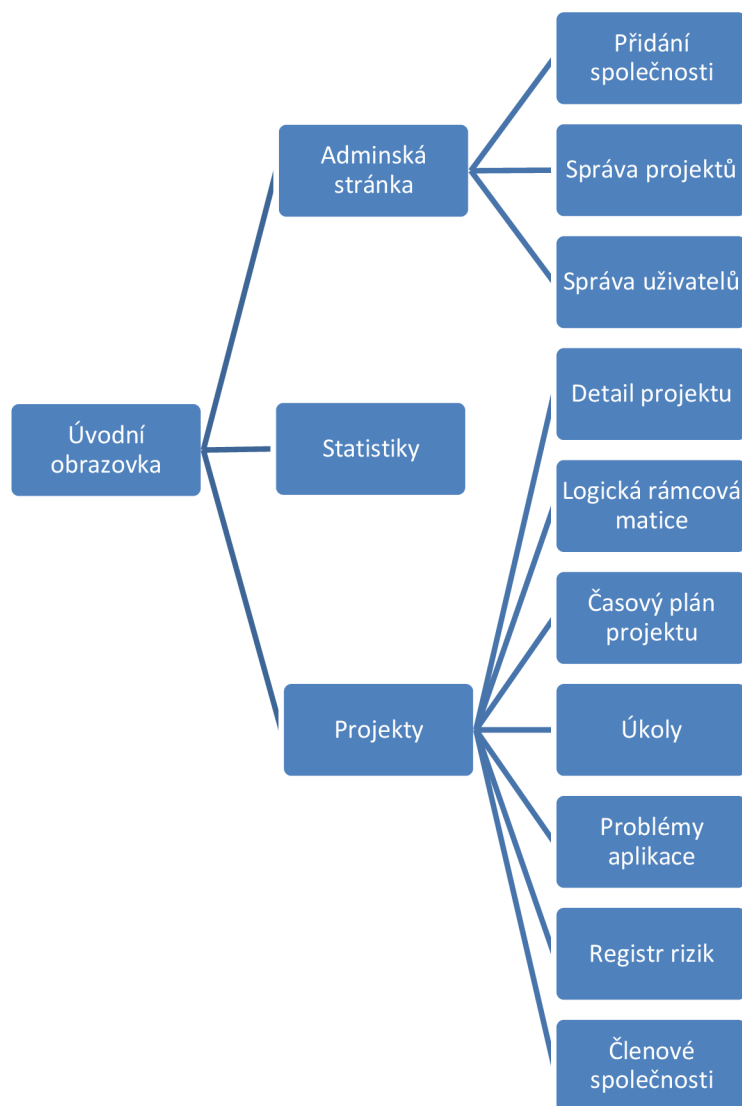 Přidání
společnosti
Adminská
stránka
Správa projektů
Správa uživatelů
Detail projektu
Úvodní
obrazovka
Statistiky
Logická rámcová
matice
Časový plán
projektu
Projekty
Úkoly
Problémy
aplikace
Registr rizik
Členové
společnosti